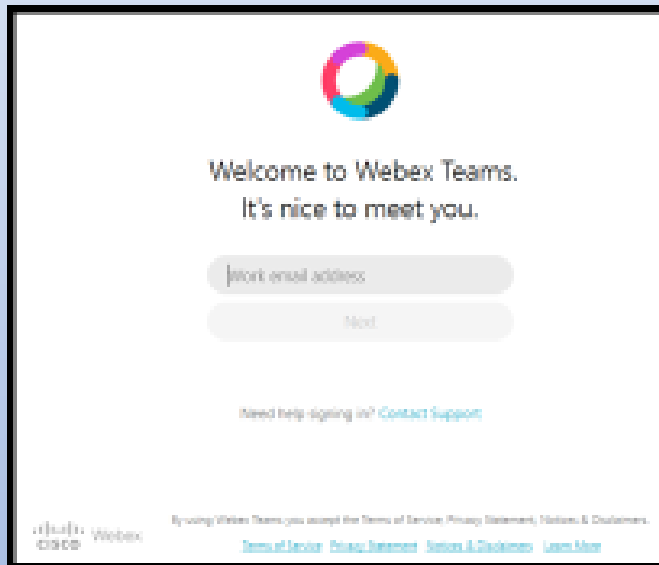 Welcome to Webex Teams.
It's nice to meet you.
Work email address
Next
Need help signing in? Contact Support
By using Webex Teams you accept the Terms of Service, Privacy Statement, Notices & Disclaimers.
CISCO Webex
Terms of Service Privacy Statement Notices & Disclaimers Learn More